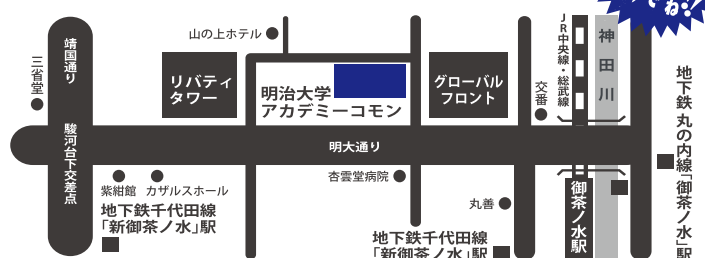 でね!
山の上ホテル
靖国通り
三省堂
リバティ
タワー
明治大学
アカデミーコモン
グローバル
フロント
交番
JR中央線・総武線
神田川
地下鉄 丸の内線「御茶ノ水」駅
駿河台下交差点
明大通り
紫紺館
カザルスホール
杏雲堂病院
丸善
御茶ノ水駅
地下鉄千代田線
「新御茶ノ水」駅
地下鉄千代田線
「新御茶ノ水」駅